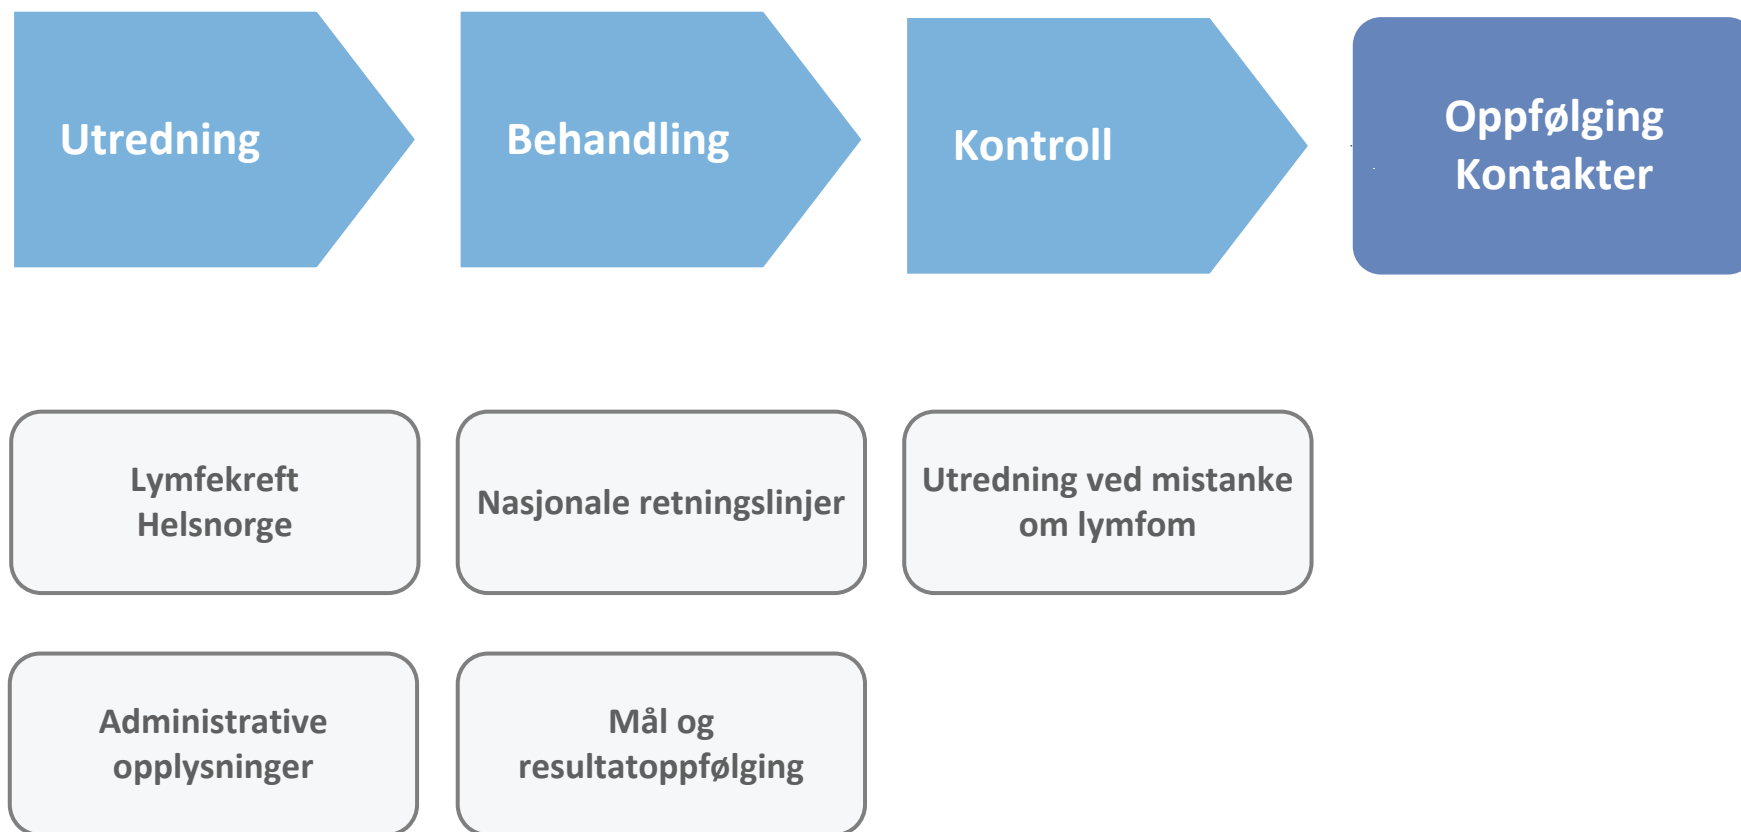 Utredning
Behandling
Kontroll
Oppfølging
Kontakter
Lymfekreft
Helsnorge
Nasjonale retningslinjer
Utredning ved mistanke
om lymfom
Administrative
opplysninger
Mål og
resultatoppfølging